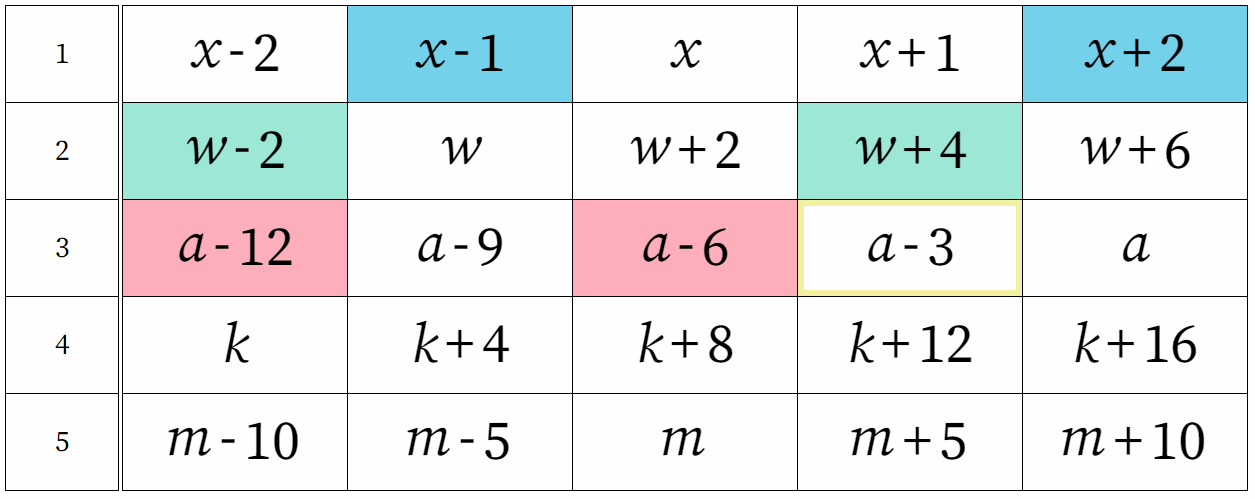 1 x-2 x-1 x x+1 x+2
2 w-2 w w+2 w+4 w+6
3 a-12 a-9 a-6 a-3 a
4 k k+4 k+8 k+12 k+16
5 m-10 m-5 m m+5 m+10